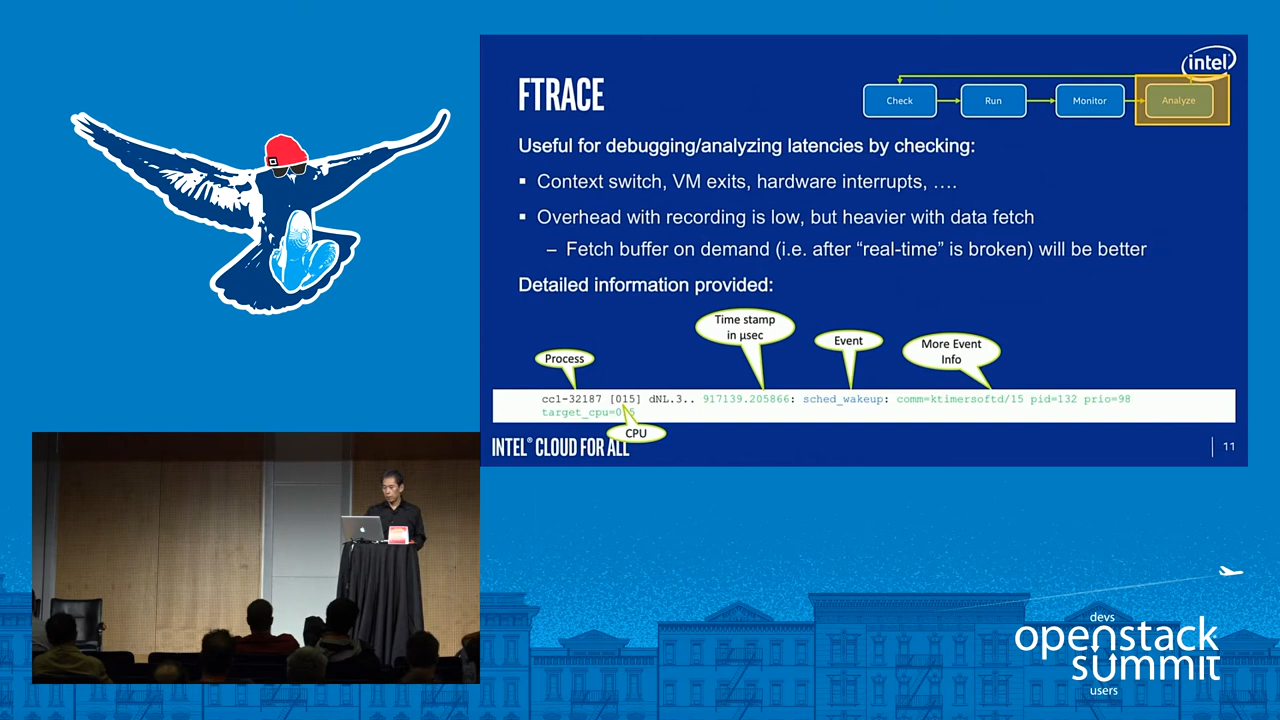 intel
FTRACE
Check
Run
Monitor
Analyze
Useful for debugging/analyzing latencies by checking:
▪ Context switch, VM exits, hardware interrupts, ….
▪ Overhead with recording is low, but heavier with data fetch
– Fetch buffer on demand (i.e. after “real-time” is broken) will be better
Detailed information provided:
Time stamp
in µsec
Event
More Event
Info
Process
cc1-32187 [015] dNL.3.. 917139.205866: sched_wakeup: comm=ktimersoftd/15 pid=132 prio=98
target_cpu=015
CPU
INTEL® CLOUD FOR ALL
11
devs
openstack
summit
users